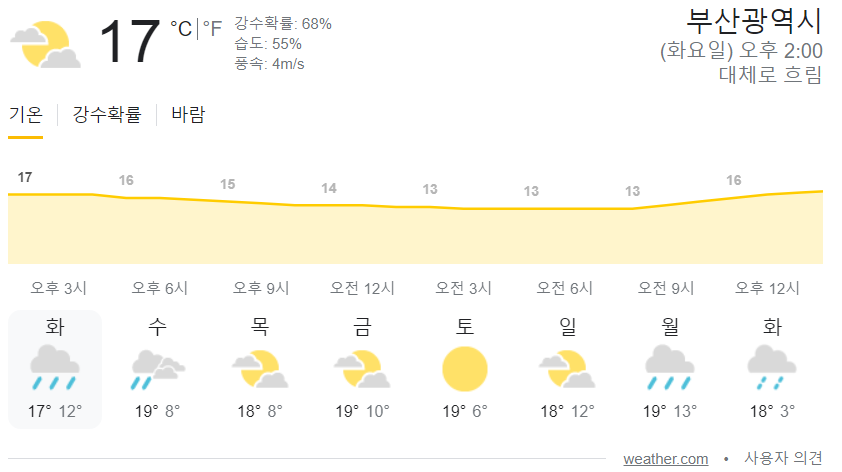 17 °C | °F
강수확률: 68%
습도: 55%
풍속: 4m/s
부산광역시
(화요일) 오후 2:00
대체로 흐림
기온 강수확률 바람
17 16 15 14 13 13 13 16
오후 3시 오후 6시 오후 9시 오전 12시 오전 3시 오전 6시 오전 9시 오후 12시
화 수 목 금 토 일 월 화
17° 12° 19° 8° 18° 8° 19° 10° 19° 6° 18° 12° 19° 13° 18° 3°
weather.com • 사용자 의견